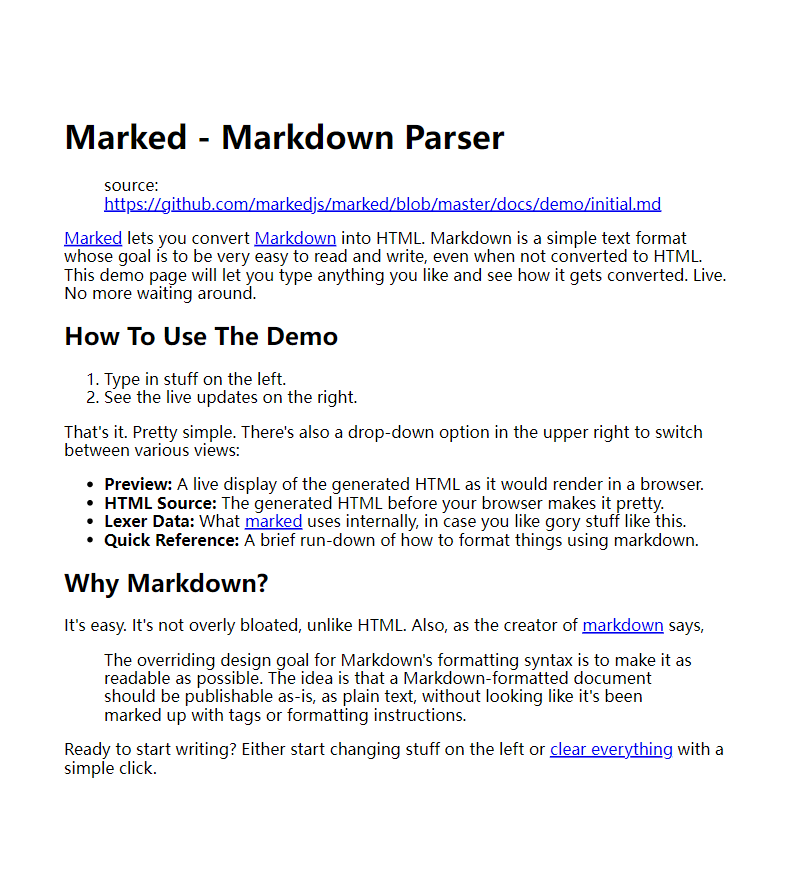 Marked - Markdown Parser
source:
https://github.com/markedjs/marked/blob/master/docs/demo/initial.md
Marked lets you convert Markdown into HTML. Markdown is a simple text format
whose goal is to be very easy to read and write, even when not converted to HTML.
This demo page will let you type anything you like and see how it gets converted. Live.
No more waiting around.
How To Use The Demo
1. Type in stuff on the left.
2. See the live updates on the right.
That's it. Pretty simple. There's also a drop-down option in the upper right to switch
between various views:
• Preview: A live display of the generated HTML as it would render in a browser.
• HTML Source: The generated HTML before your browser makes it pretty.
• Lexer Data: What marked uses internally, in case you like gory stuff like this.
• Quick Reference: A brief run-down of how to format things using markdown.
Why Markdown?
It's easy. It's not overly bloated, unlike HTML. Also, as the creator of markdown says,
The overriding design goal for Markdown's formatting syntax is to make it as
readable as possible. The idea is that a Markdown-formatted document
should be publishable as-is, as plain text, without looking like it's been
marked up with tags or formatting instructions.
Ready to start writing? Either start changing stuff on the left or clear everything with a
simple click.